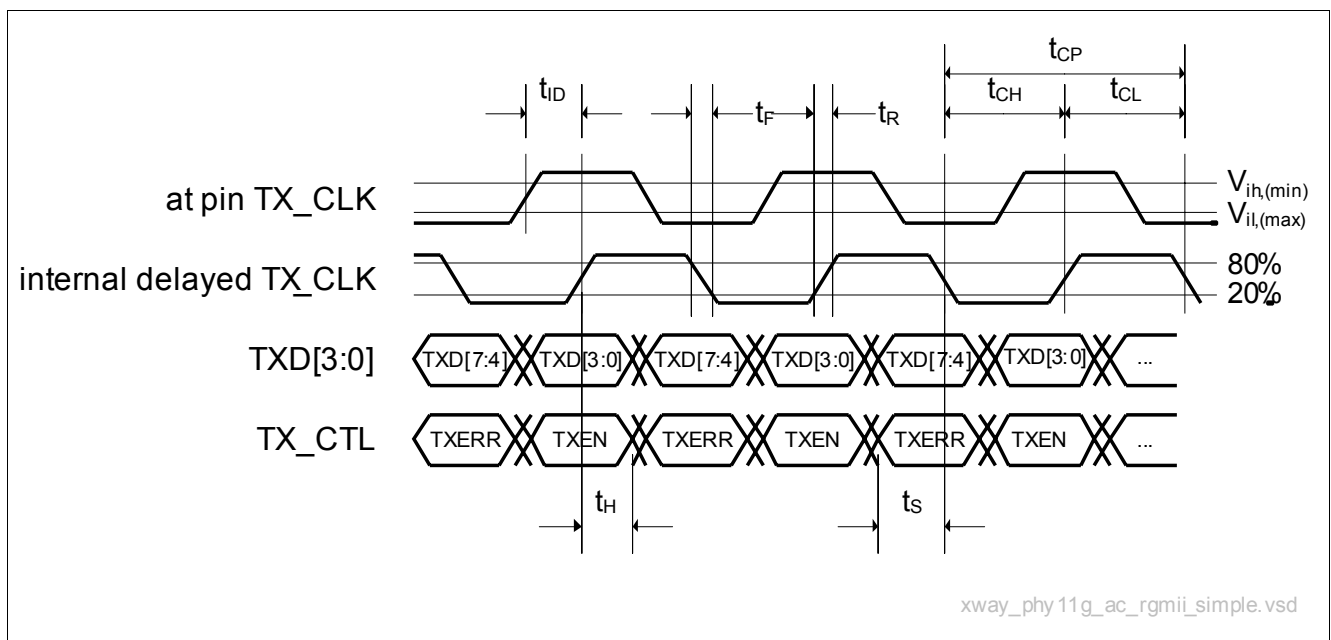 tCP
tID tCH tCL
tF tR
at pin TX_CLK
Vih,(min)
Vil,(max)
internal delayed TX_CLK
80%
20%
TXD[3:0] TXD[7:4] TXD[3:0] TXD[7:4] TXD[3:0] TXD[7:4] TXD[3:0] ...
TX_CTL TXERR TXEN TXERR TXEN TXERR TXEN ...
tH tS
xway_phy11g_ac_rgmii_simple.vsd